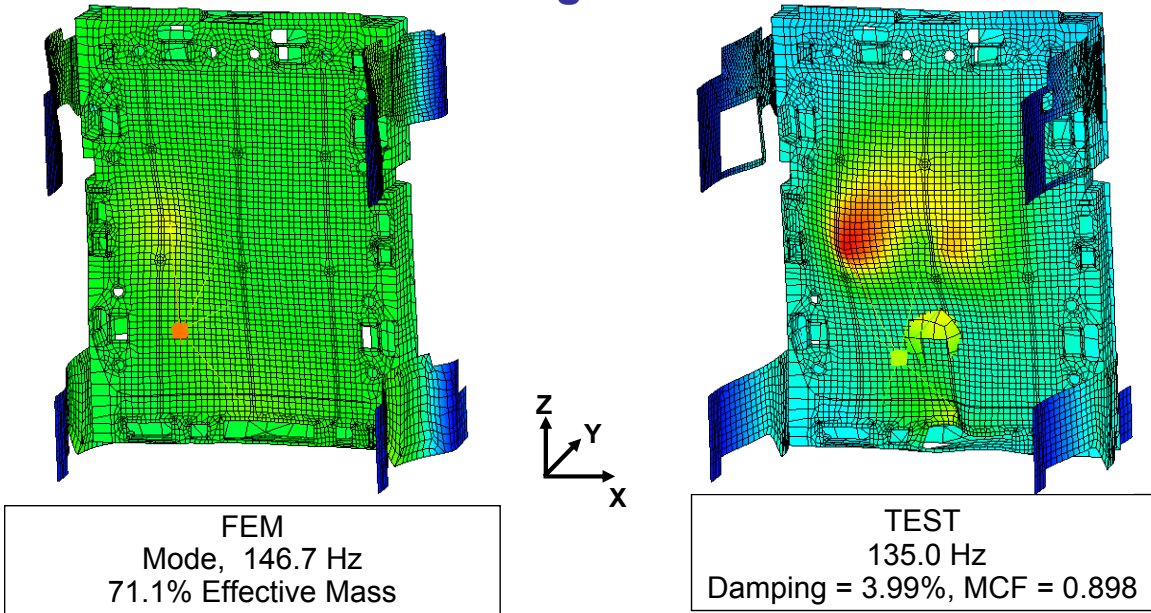 Z
Y
X
FEM
Mode, 146.7 Hz
71.1% Effective Mass
TEST
135.0 Hz
Damping = 3.99%, MCF = 0.898